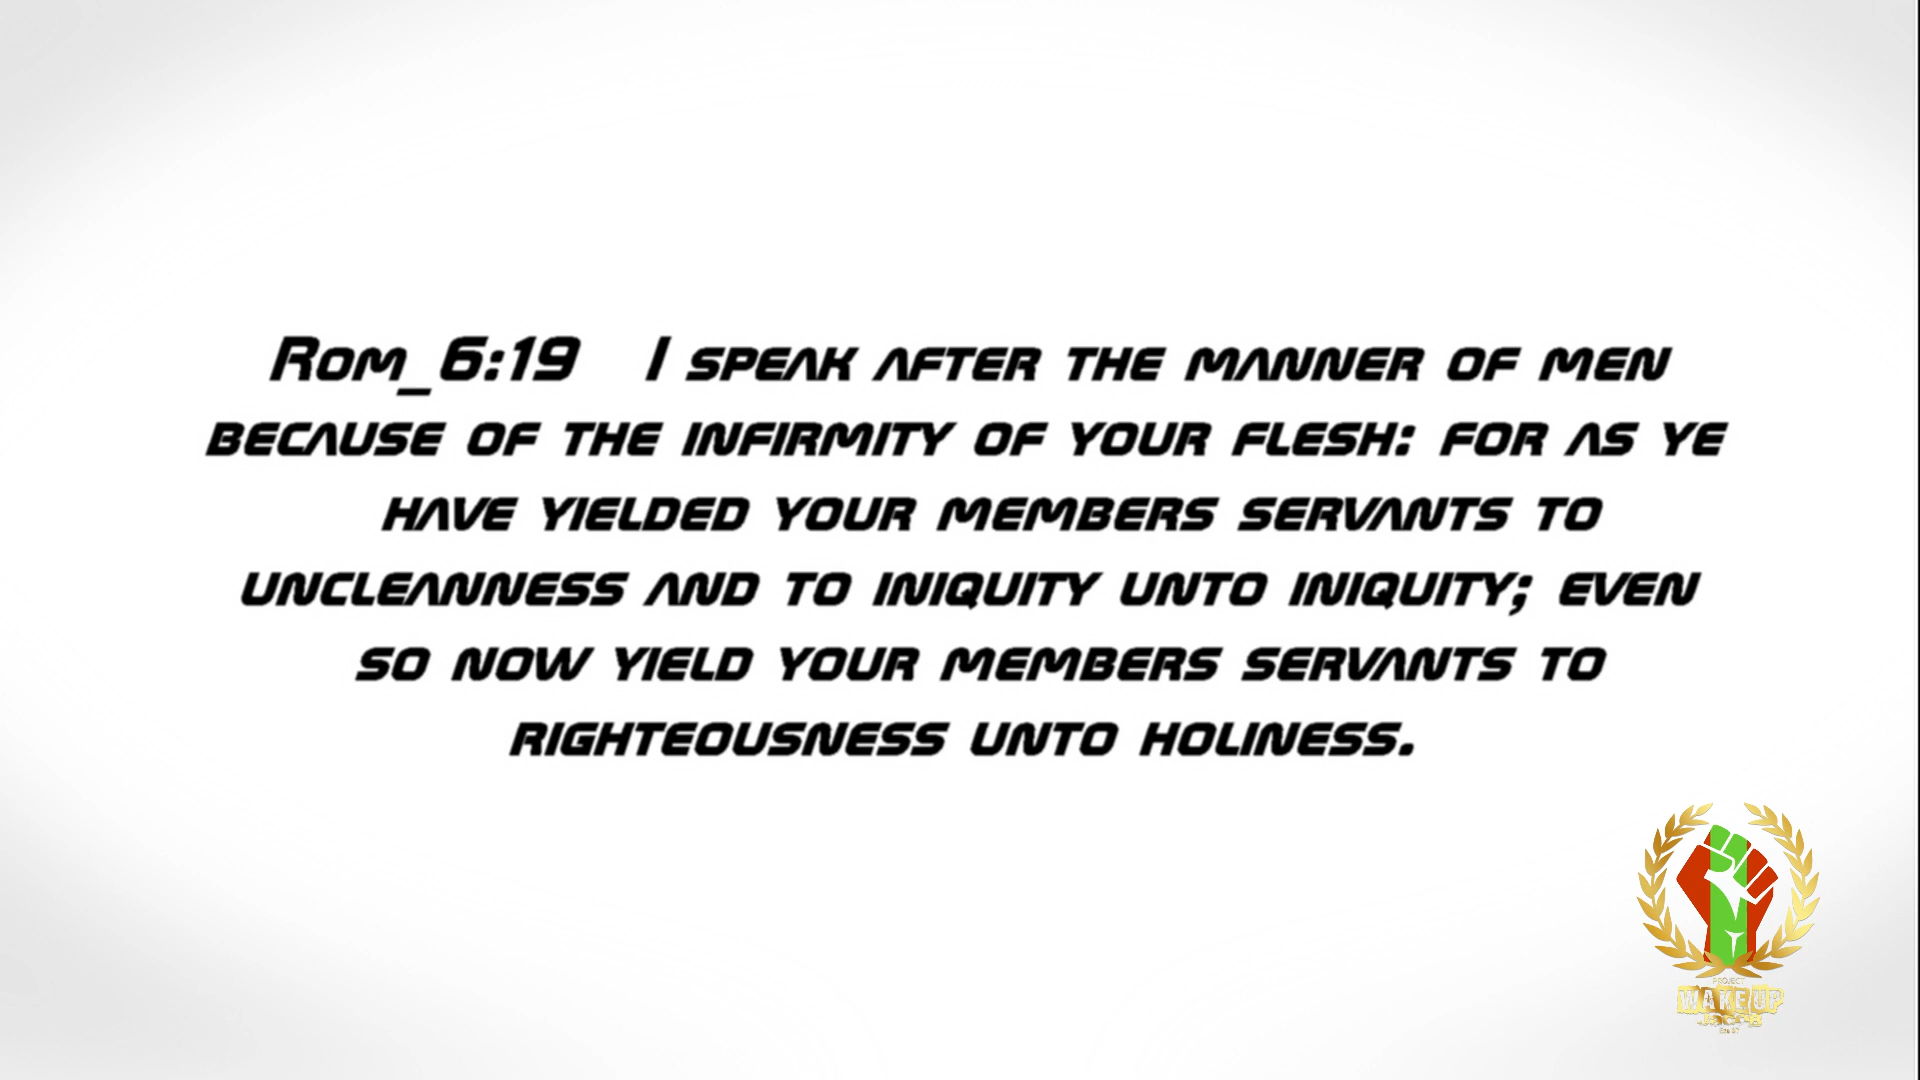 Rom_6:19 I SPEAK AFTER THE MANNER OF MEN
BECAUSE OF THE INFIRMITY OF YOUR FLESH: FOR AS YE
HAVE YIELDED YOUR MEMBERS SERVANTS TO
UNCLEANNESS AND TO INIQUITY UNTO INIQUITY; EVEN
SO NOW YIELD YOUR MEMBERS SERVANTS TO
RIGHTEOUSNESS UNTO HOLINESS.
PROJECT
WAKE UP
JACOB